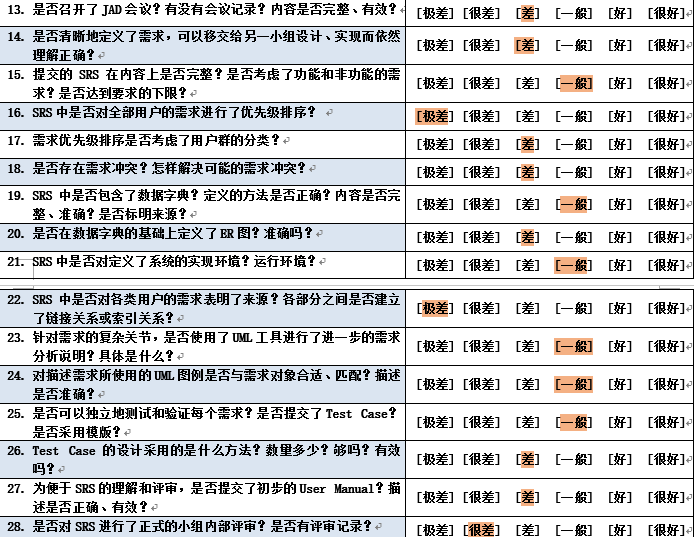 13. 是否召开了 JAD 会议？有没有会议记录？内容是否完整、有效？ [极差] [很差] [差] [一般] [好] [很好]
14. 是否清晰地定义了需求，可以移交给另一小组设计、实现而依然 [极差] [很差] [差] [一般] [好] [很好]
理解正确？
15. 提交的 SRS 在内容上是否完整？是否考虑了功能和非功能的需 [极差] [很差] [差] [一般] [好] [很好]
求？是否达到要求的下限？
16. SRS 中是否对全部用户的需求进行了优先级排序？ [极差] [很差] [差] [一般] [好] [很好]
17. 需求优先级排序是否考虑了用户群的分类？ [极差] [很差] [差] [一般] [好] [很好]
18. 是否存在需求冲突？怎样解决可能的需求冲突？ [极差] [很差] [差] [一般] [好] [很好]
19. SRS 中是否包含了数据字典？定义的方法是否正确？内容是否完 [极差] [很差] [差] [一般] [好] [很好]
整、准确？是否标明来源？
20. 是否在数据字典的基础上定义了 ER 图？准确吗？ [极差] [很差] [差] [一般] [好] [很好]
21. SRS 中是否对定义了系统的实现环境？运行环境？ [极差] [很差] [差] [一般] [好] [很好]
22. SRS 中是否对各类用户的需求表明了来源？各部分之间是否建立 [极差] [很差] [差] [一般] [好] [很好]
了链接关系或索引关系？
23. 针对需求的复杂关节，是否使用了 UML 工具进行了进一步的需求 [极差] [很差] [差] [一般] [好] [很好]
分析说明？具体是什么？
24. 对描述需求所使用的 UML 图例是否与需求对象合适、匹配？描述 [极差] [很差] [差] [一般] [好] [很好]
是否准确？
25. 是否可以独立地测试和验证每个需求？是否提交了 Test Case？ [极差] [很差] [差] [一般] [好] [很好]
是否采用模版？
26. Test Case 的设计采用的是什么方法？数量多少？够吗？有效 [极差] [很差] [差] [一般] [好] [很好]
吗？
27. 为便于 SRS 的理解和评审，是否提交了初步的 User Manual？描 [极差] [很差] [差] [一般] [好] [很好]
述是否正确、有效？
28. 是否对 SRS 进行了正式的小组内部评审？是否有评审记录？ [极差] [很差] [差] [一般] [好] [很好]